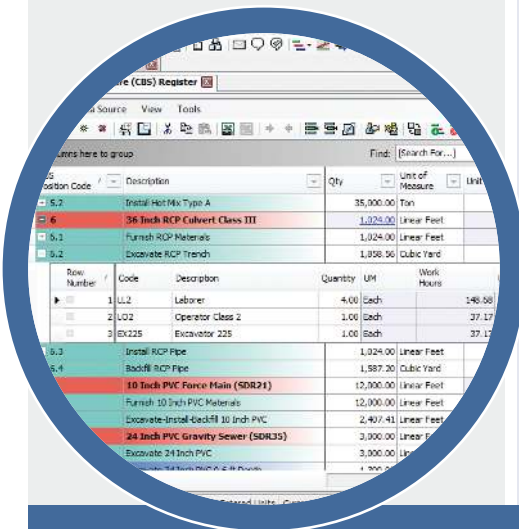 e (CBS) Register
Source View Tools
mns here to group Find: (Search For...)
osition Code Description Qty Unit of Measure Unit
5.2 Install Hot Mix Type A 35,000.00 Ton
6 36 Inch RCP Culvert Class III 1,024.00 Linear Feet
6.1 Furnish RCP Materials 1,024.00 Linear Feet
6.2 Excavate RCP Trench 1,858.56 Cubic Yard
Row Number Code Description Quantity UM Work Hours
1 LL2 Laborer 4.00 Each 148.68
2 LO2 Operator Class 2 1.00 Each 37.17
3 EX225 Excavator 225 1.00 Each 37.17
6.3 Install RCP Pipe 1,024.00 Linear Feet
6.4 Backfill RCP Pipe 1,587.20 Cubic Yard
10 Inch PVC Force Main (SDR21) 12,000.00 Linear Feet
Furnish 10 Inch PVC Materials 12,000.00 Linear Feet
Excavate-Install-Backfill 10 Inch PVC 2,407.41 Linear Feet
24 Inch PVC Gravity Sewer (SDR35) 3,000.00 Linear Feet
Excavate 24 Inch PVC 3,000.00